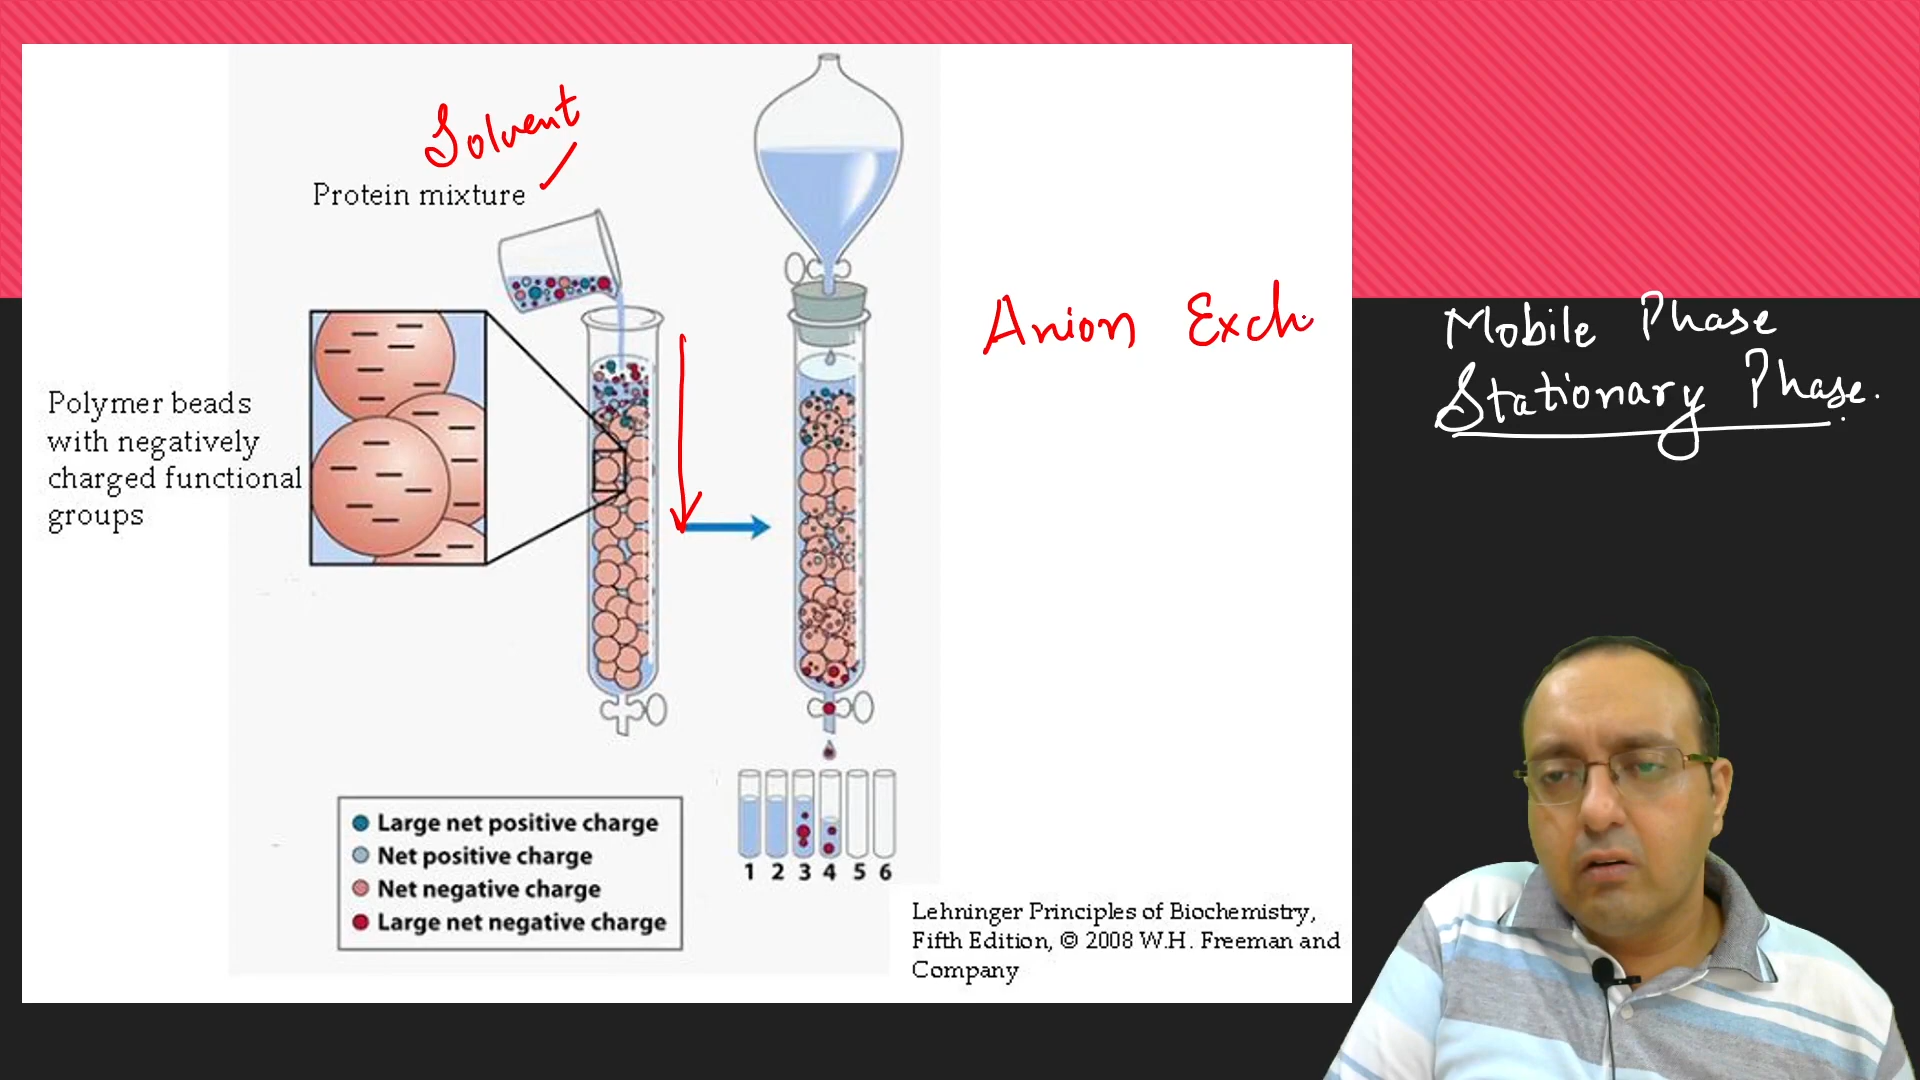 Solvent
Protein mixture
Polymer beads
with negatively
charged functional
groups
Anion Exch
Mobile Phase
Stationary Phase.
Large net positive charge
Net positive charge
Net negative charge
Large net negative charge
1 2 3 4 5 6
Lehninger Principles of Biochemistry,
Fifth Edition, © 2008 W.H. Freeman and
Company